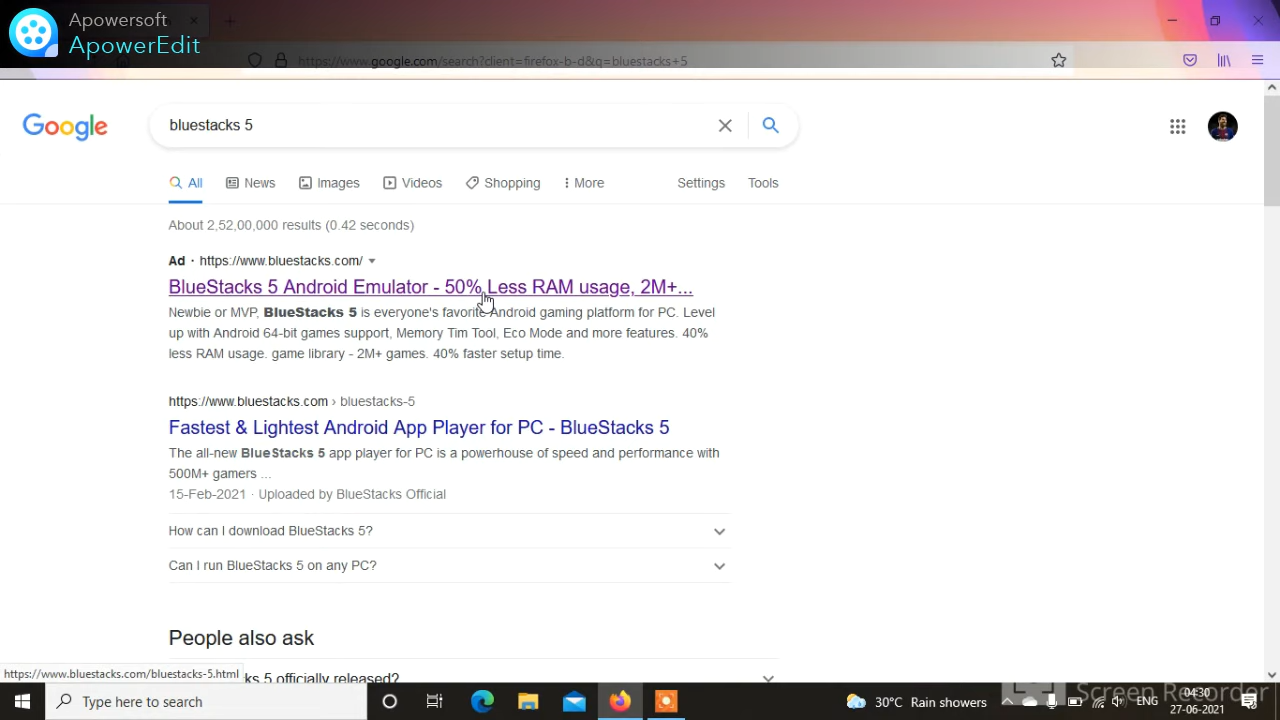 Apowersoft
ApowerEdit
https://www.google.com/search?client=firefox-b-d&q=bluestacks+5
Google
bluestacks 5
All News Images Videos Shopping More Settings Tools
About 2,52,00,000 results (0.42 seconds)
Ad · https://www.bluestacks.com/
BlueStacks 5 Android Emulator - 50% Less RAM usage, 2M+...
Newbie or MVP, BlueStacks 5 is everyone's favorite Android gaming platform for PC. Level
up with Android 64-bit games support, Memory Tim Tool, Eco Mode and more features. 40%
less RAM usage. game library - 2M+ games. 40% faster setup time.
https://www.bluestacks.com › bluestacks-5
Fastest & Lightest Android App Player for PC - BlueStacks 5
The all-new BlueStacks 5 app player for PC is a powerhouse of speed and performance with
500M+ gamers ...
15-Feb-2021 · Uploaded by BlueStacks Official
How can I download BlueStacks 5?
Can I run BlueStacks 5 on any PC?
People also ask
https://www.bluestacks.com/bluestacks-5.html
ks 5 officially released?
Screen Recorder
Type here to search
30°C Rain showers
ENG
04:30
27-06-2021